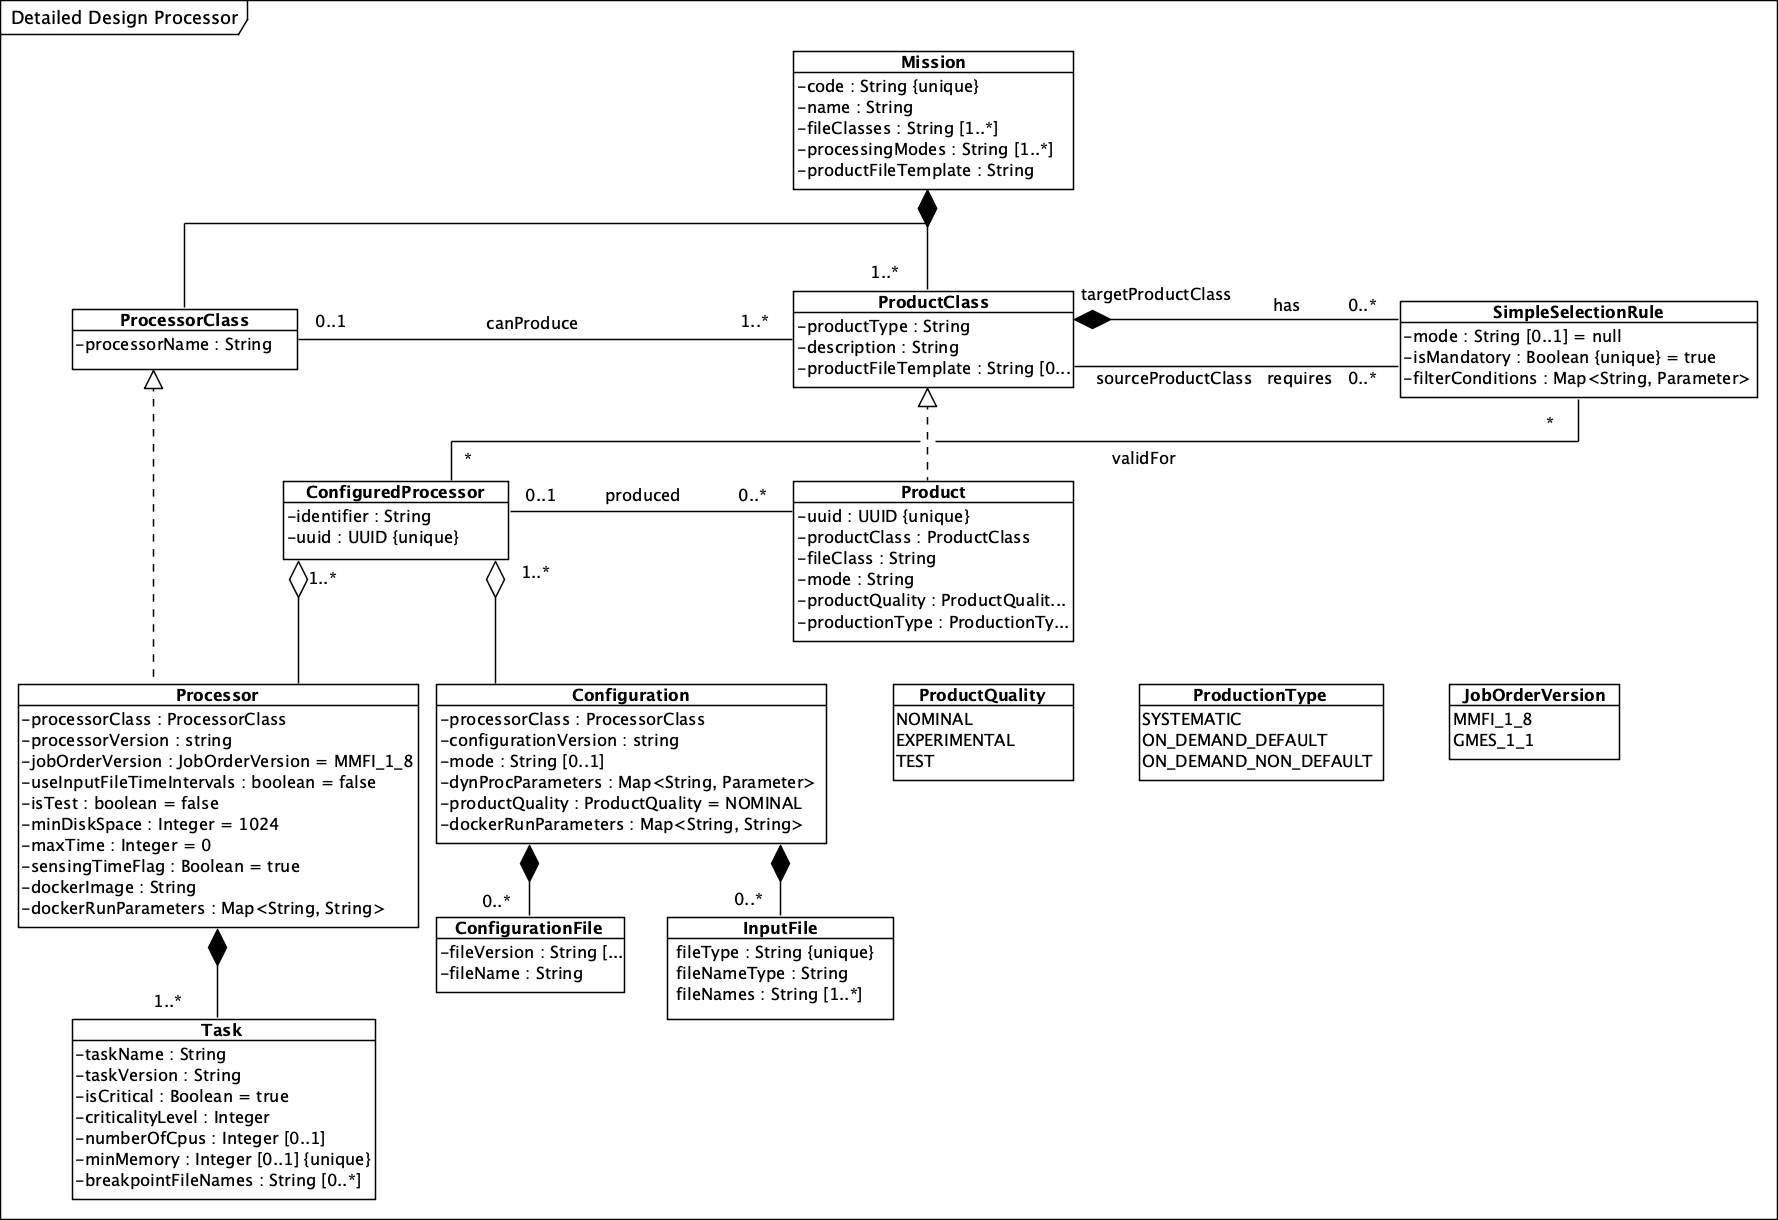 Detailed Design Processor
Mission
-code : String {unique}
-name : String
-fileClasses : String [1..*]
-processingModes : String [1..*]
-productFileTemplate : String
1..*
ProcessorClass
-processorName : String
0..1
canProduce
1..*
ProductClass
-productType : String
-description : String
-productFileTemplate : String [0...
targetProductClass
has
0..*
sourceProductClass
requires
0..*
SimpleSelectionRule
-mode : String [0..1] = null
-isMandatory : Boolean {unique} = true
-filterConditions : Map<String, Parameter>
*
validFor
*
ConfiguredProcessor
-identifier : String
-uuid : UUID {unique}
0..1
produced
0..*
Product
-uuid : UUID {unique}
-productClass : ProductClass
-fileClass : String
-mode : String
-productQuality : ProductQualit...
-productionType : ProductionTy...
1..*
1..*
Processor
-processorClass : ProcessorClass
-processorVersion : string
-jobOrderVersion : JobOrderVersion = MMFI_1_8
-useInputFileTimeIntervals : boolean = false
-isTest : boolean = false
-minDiskSpace : Integer = 1024
-maxTime : Integer = 0
-sensingTimeFlag : Boolean = true
-dockerImage : String
-dockerRunParameters : Map<String, String>
Configuration
-processorClass : ProcessorClass
-configurationVersion : string
-mode : String [0..1]
-dynProcParameters : Map<String, Parameter>
-productQuality : ProductQuality = NOMINAL
-dockerRunParameters : Map<String, String>
ProductQuality
NOMINAL
EXPERIMENTAL
TEST
ProductionType
SYSTEMATIC
ON_DEMAND_DEFAULT
ON_DEMAND_NON_DEFAULT
JobOrderVersion
MMFI_1_8
GMES_1_1
0..*
0..*
ConfigurationFile
-fileVersion : String [...
-fileName : String
InputFile
fileType : String {unique}
fileNameType : String
fileNames : String [1..*]
1..*
Task
-taskName : String
-taskVersion : String
-isCritical : Boolean = true
-criticalityLevel : Integer
-numberOfCpus : Integer [0..1]
-minMemory : Integer [0..1] {unique}
-breakpointFileNames : String [0..*]